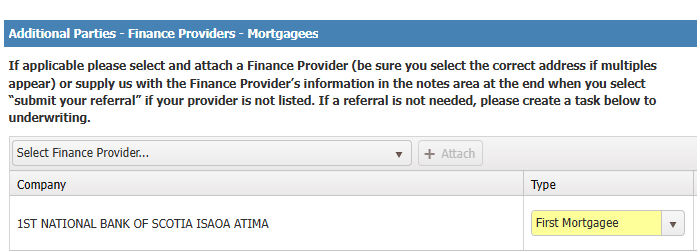 Additional Parties - Finance Providers - Mortgagees
If applicable please select and attach a Finance Provider (be sure you select the correct address if multiples
appear) or supply us with the Finance Provider's information in the notes area at the end when you select
“submit your referral” if your provider is not listed. If a referral is not needed, please create a task below to
underwriting.
Select Finance Provider... + Attach
Company Type
1ST NATIONAL BANK OF SCOTIA ISAOA ATIMA First Mortgagee